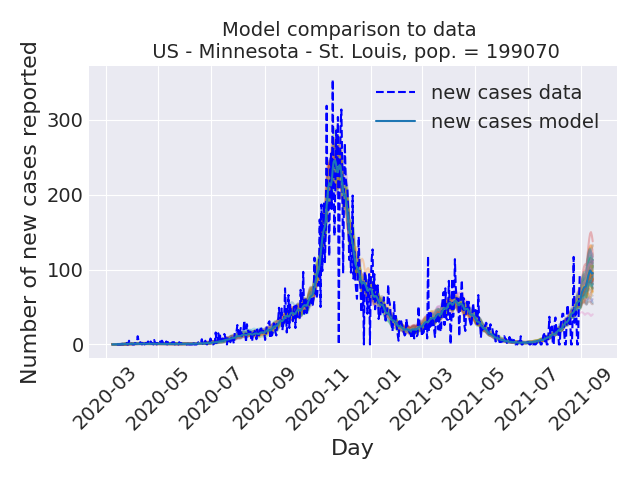 Model comparison to data
US - Minnesota - St. Louis, pop. = 199070
Number of new cases reported
new cases data
new cases model
300
200
100
0
2020-03
2020-05
2020-07
2020-09
2020-11
2021-01
2021-03
2021-05
2021-07
2021-09
Day